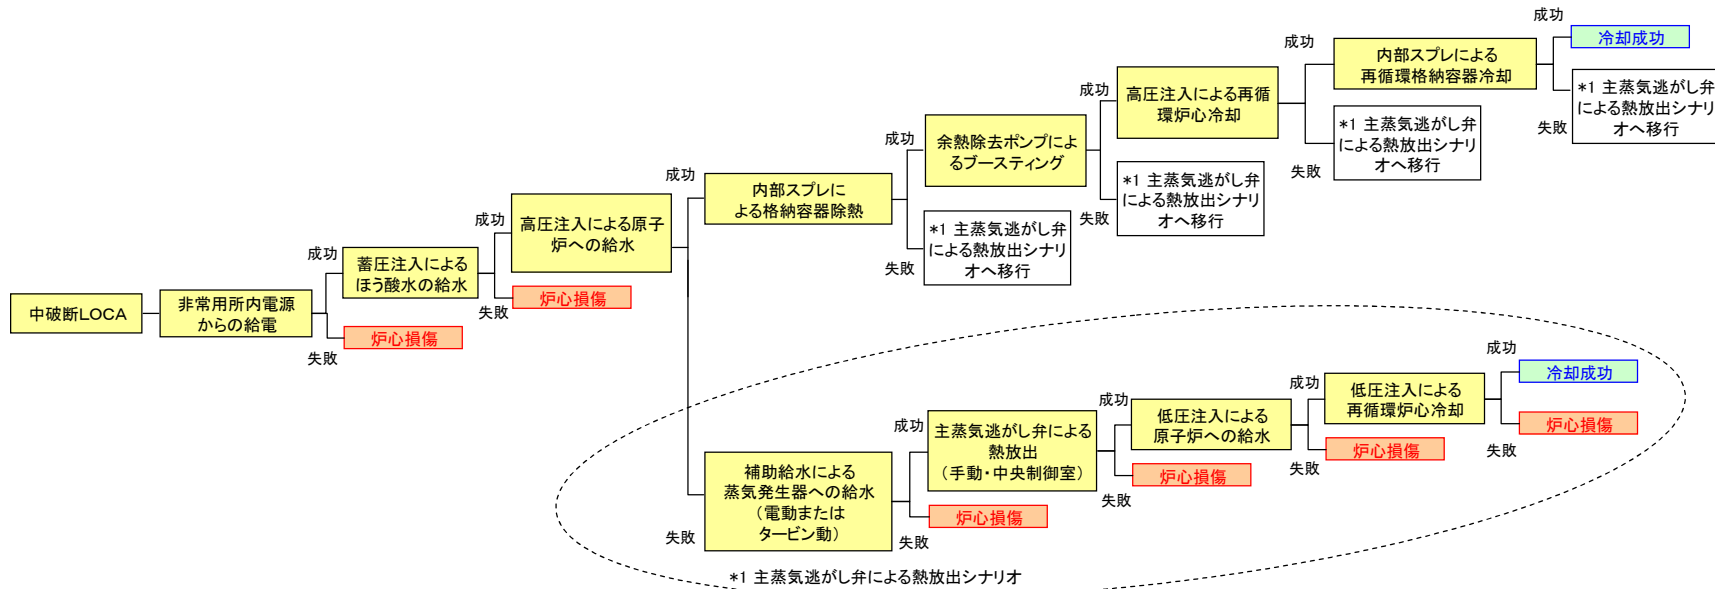 中破断LOCA
非常用所内電源
からの給電
成功
失敗
蓄圧注入による
ほう酸水の給水
炉心損傷
成功
失敗
高圧注入による原子
炉への給水
炉心損傷
成功
失敗
内部スプレに
よる格納容器除熱
成功
失敗
余熱除去ポンプによ
るブースティング
*1 主蒸気逃がし弁
による熱放出シナリ
オへ移行
成功
失敗
高圧注入による再循
環炉心冷却
*1 主蒸気逃がし弁
による熱放出シナリ
オへ移行
成功
失敗
内部スプレによる
再循環格納容器冷却
*1 主蒸気逃がし弁
による熱放出シナリ
オへ移行
成功
失敗
冷却成功
*1 主蒸気逃がし弁
による熱放出シナリ
オへ移行
補助給水による
蒸気発生器への給水
（電動または
タービン動）
成功
失敗
主蒸気逃がし弁による
熱放出
（手動・中央制御室）
炉心損傷
成功
失敗
低圧注入による
原子炉への給水
炉心損傷
成功
失敗
低圧注入による
再循環炉心冷却
炉心損傷
成功
失敗
冷却成功
炉心損傷
*1 主蒸気逃がし弁による熱放出シナリオ